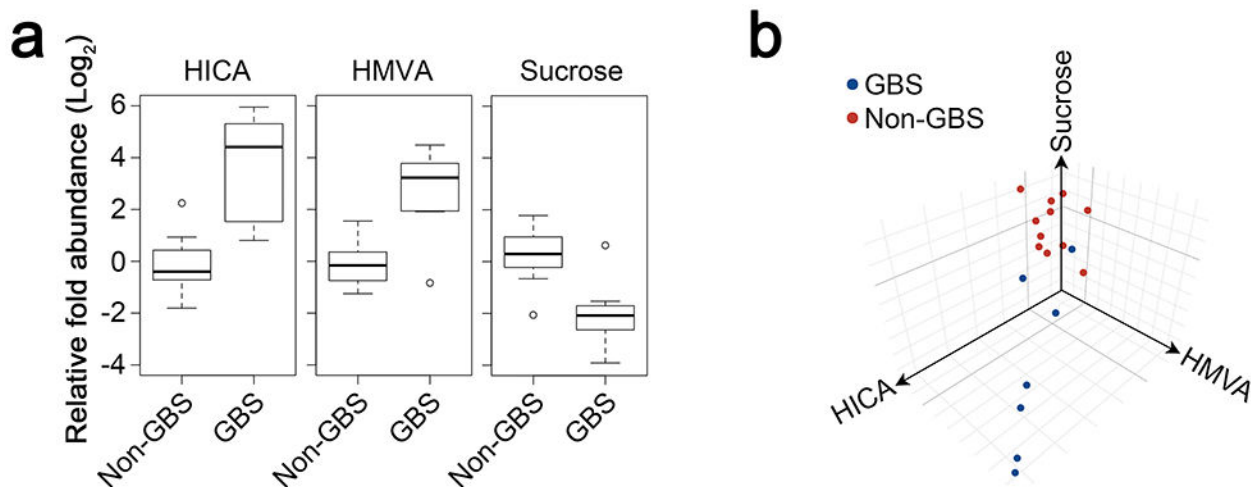 a
Relative fold abundance (Log2)
HICA
HMVA
Sucrose
6
4
2
0
-2
-4
Non-GBS
GBS
Non-GBS
GBS
Non-GBS
GBS
b
GBS
Non-GBS
Sucrose
HICA
HMVA